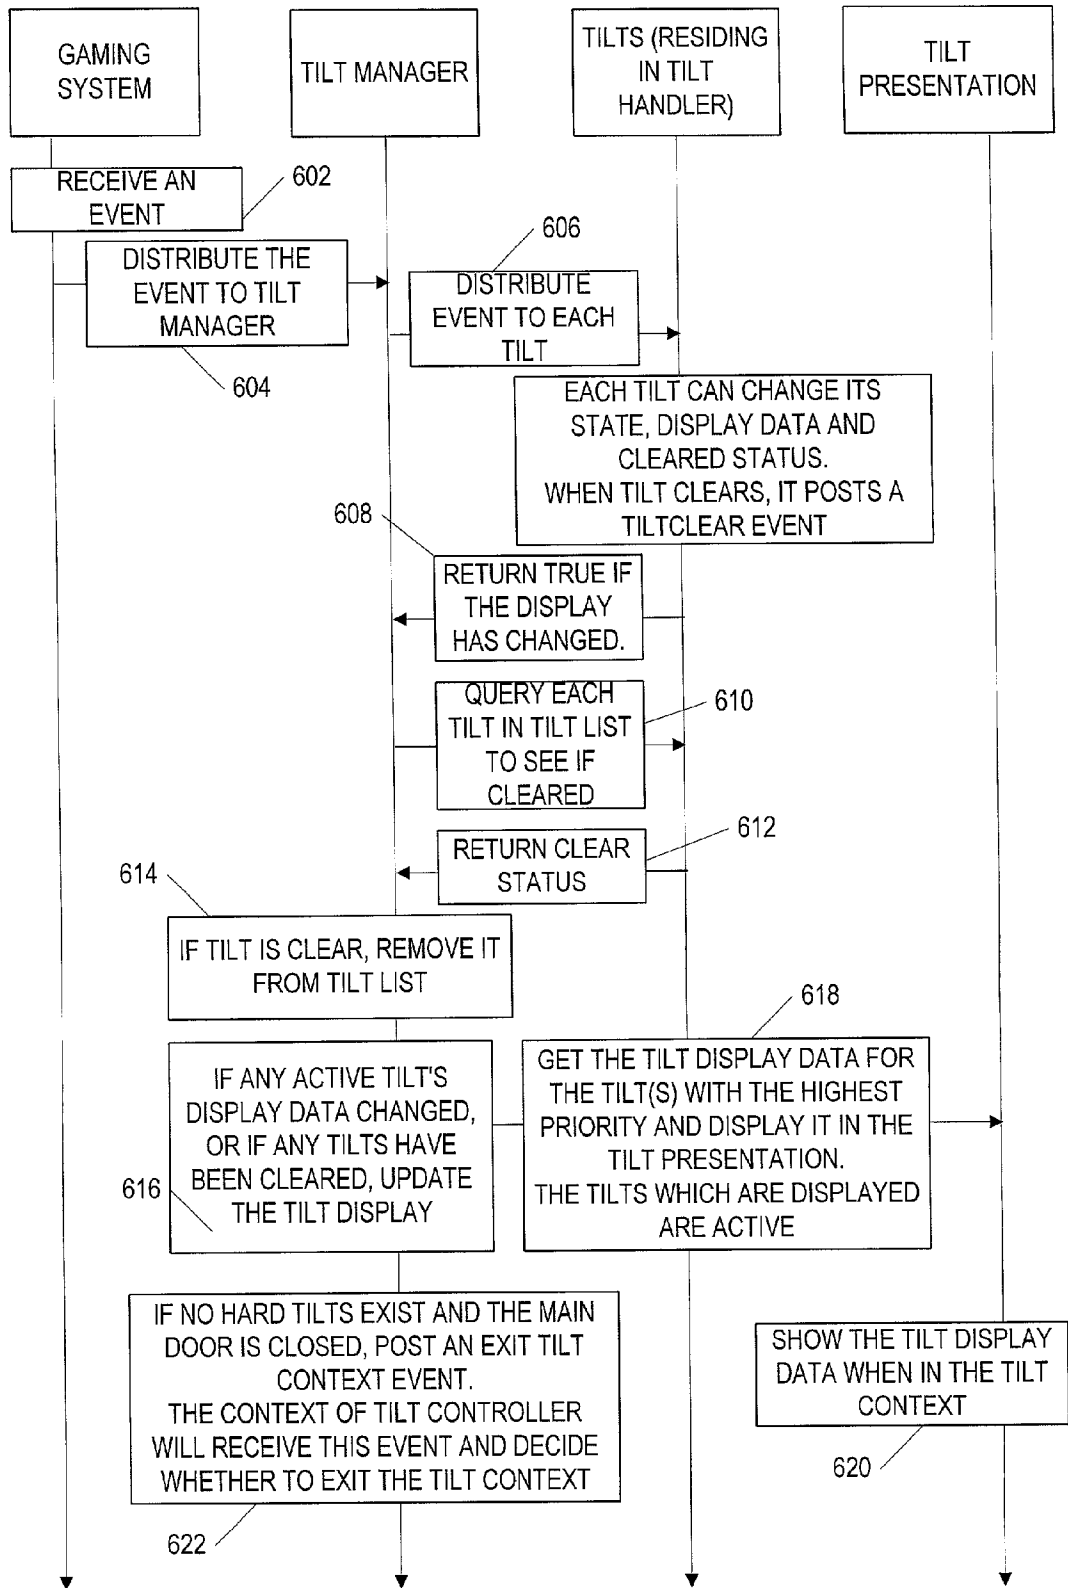 GAMING
SYSTEM
TILT MANAGER
TILTS (RESIDING
IN TILT
HANDLER)
TILT
PRESENTATION
RECEIVE AN
EVENT
602
DISTRIBUTE THE
EVENT TO TILT
MANAGER
604
606
DISTRIBUTE
EVENT TO EACH
TILT
EACH TILT CAN CHANGE ITS
STATE, DISPLAY DATA AND
CLEARED STATUS.
WHEN TILT CLEARS, IT POSTS A
TILTCLEAR EVENT
608
RETURN TRUE IF
THE DISPLAY
HAS CHANGED.
QUERY EACH
TILT IN TILT LIST
TO SEE IF
CLEARED
610
RETURN CLEAR
STATUS
612
614
IF TILT IS CLEAR, REMOVE IT
FROM TILT LIST
IF ANY ACTIVE TILT'S
DISPLAY DATA CHANGED,
OR IF ANY TILTS HAVE
BEEN CLEARED, UPDATE
THE TILT DISPLAY
616
618
GET THE TILT DISPLAY DATA FOR
THE TILT(S) WITH THE HIGHEST
PRIORITY AND DISPLAY IT IN THE
TILT PRESENTATION.
THE TILTS WHICH ARE DISPLAYED
ARE ACTIVE
IF NO HARD TILTS EXIST AND THE MAIN
DOOR IS CLOSED, POST AN EXIT TILT
CONTEXT EVENT.
THE CONTEXT OF TILT CONTROLLER
WILL RECEIVE THIS EVENT AND DECIDE
WHETHER TO EXIT THE TILT CONTEXT
622
SHOW THE TILT DISPLAY
DATA WHEN IN THE TILT
CONTEXT
620